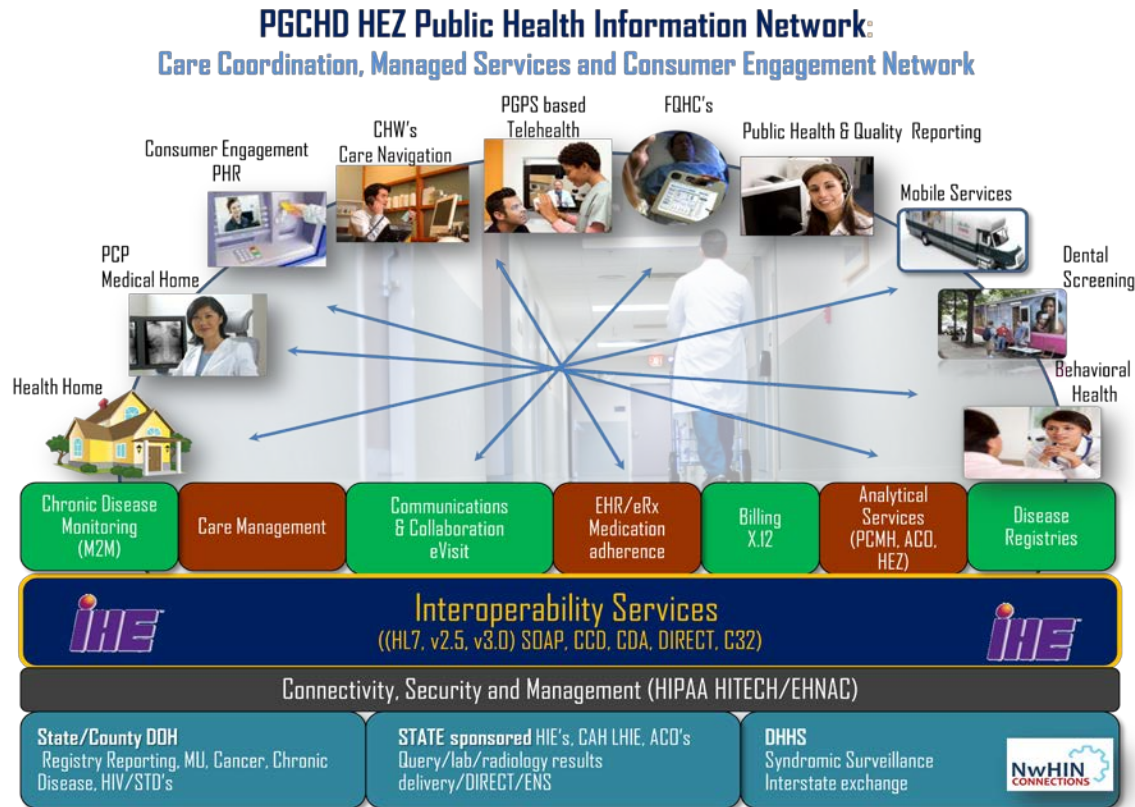 PGCHD HEZ Public Health Information Network:
Care Coordination, Managed Services and Consumer Engagement Network
PGPS based
Telehealth
FQHC's
CHW's
Care Navigation
Public Health & Quality Reporting
Consumer Engagement
PHR
Mobile Services
PCP
Medical Home
Dental
Screening
Health Home
Behavioral
Health
Chronic Disease
Monitoring
(M2M)
Care Management
Communications
& Collaboration
eVisit
EHR/eRx
Medication
adherence
Billing
X.12
Analytical
Services
(PCMH, ACO,
HEZ)
Disease
Registries
IHE™
Interoperability Services
((HL7, v2.5, v3.0) SOAP, CCD, CDA, DIRECT, C32)
IHE™
Connectivity, Security and Management (HIPAA HITECH/EHNAC)
State/County DOH
Registry Reporting, MU, Cancer, Chronic
Disease, HIV/STD's
STATE sponsored HIE's, CAH LHIE, ACO's
Query/lab/radiology results
delivery/DIRECT/ENS
DHHS
Syndromic Surveillance
Interstate exchange
NwHIN
CONNECTIONS